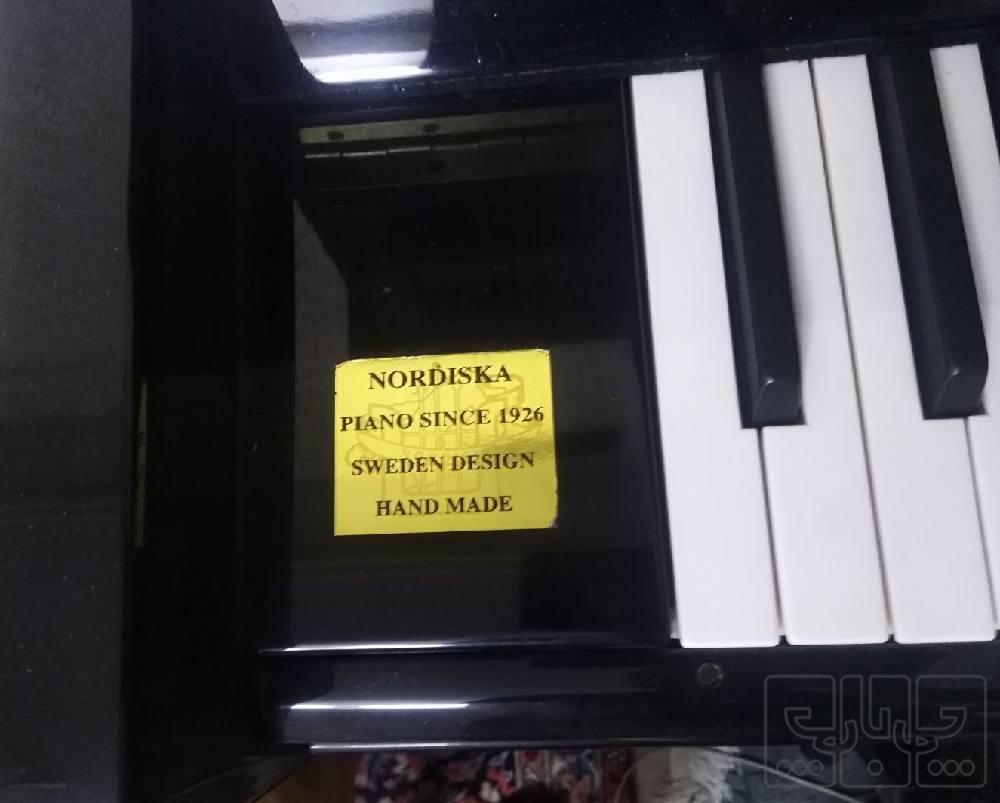 NORDISKA
PIANO SINCE 1926
SWEDEN DESIGN
HAND MADE